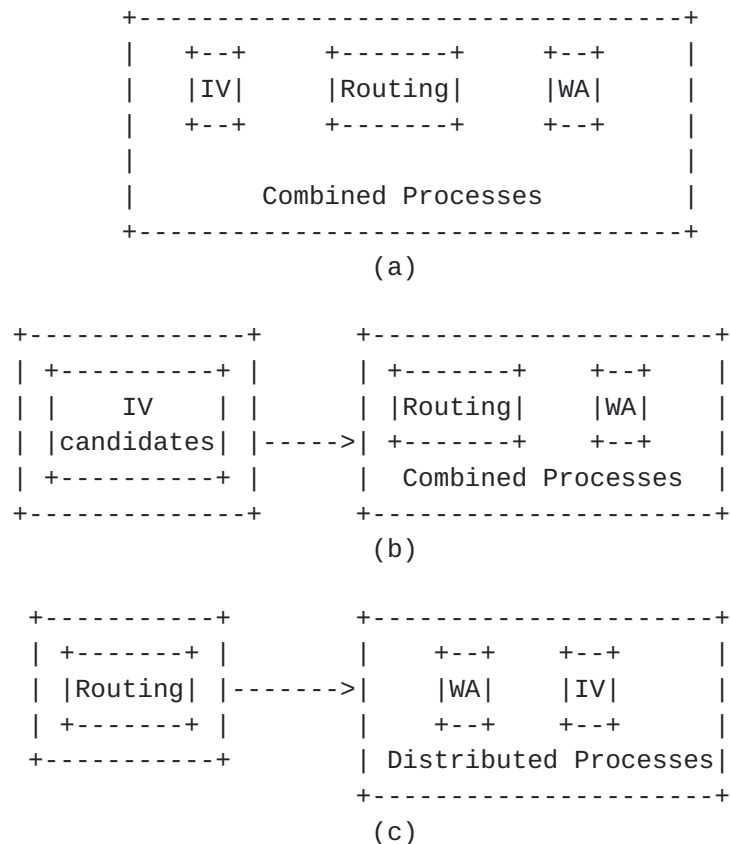 IV Routing WA
Combined Processes
(a)
IV Routing WA
candidates
Combined Processes
(b)
Routing WA IV
Distributed Processes
(c)